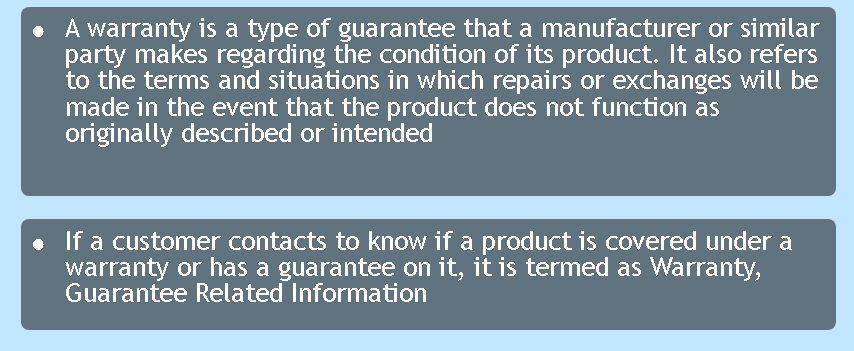 ● A warranty is a type of guarantee that a manufacturer or similar
party makes regarding the condition of its product. It also refers
to the terms and situations in which repairs or exchanges will be
made in the event that the product does not function as
originally described or intended
● If a customer contacts to know if a product is covered under a
warranty or has a guarantee on it, it is termed as Warranty,
Guarantee Related Information